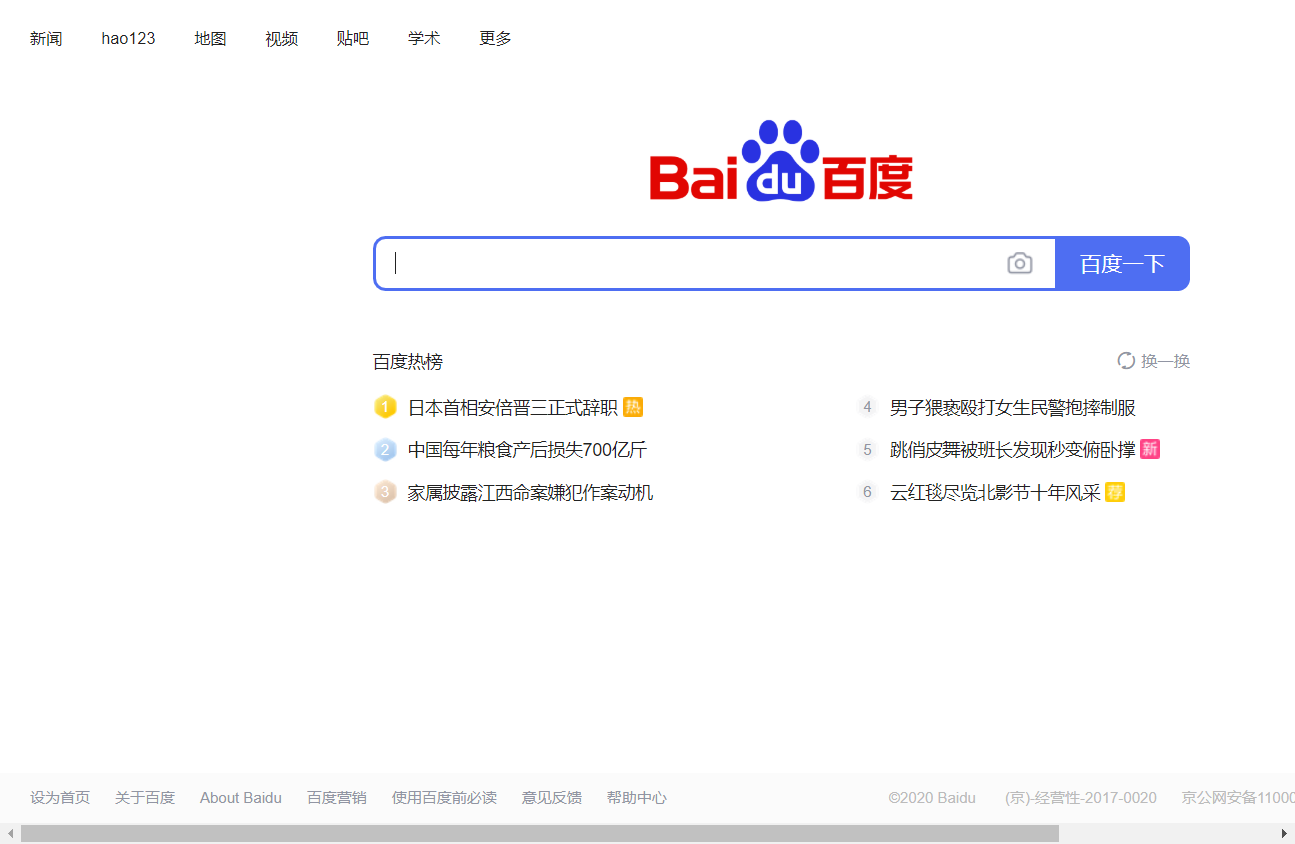 新闻 hao123 地图 视频 贴吧 学术 更多
Bai du 百度
百度一下
百度热榜 换一换
1 日本首相安倍晋三正式辞职 热
2 中国每年粮食产后损失700亿斤
3 家属披露江西命案嫌犯作案动机
4 男子猥亵殴打女生民警抱摔制服
5 跳俏皮舞被班长发现秒变俯卧撑 新
6 云红毯尽览北影节十年风采 荐
设为首页 关于百度 About Baidu 百度营销 使用百度前必读 意见反馈 帮助中心 ©2020 Baidu (京)-经营性-2017-0020 京公网安备11000